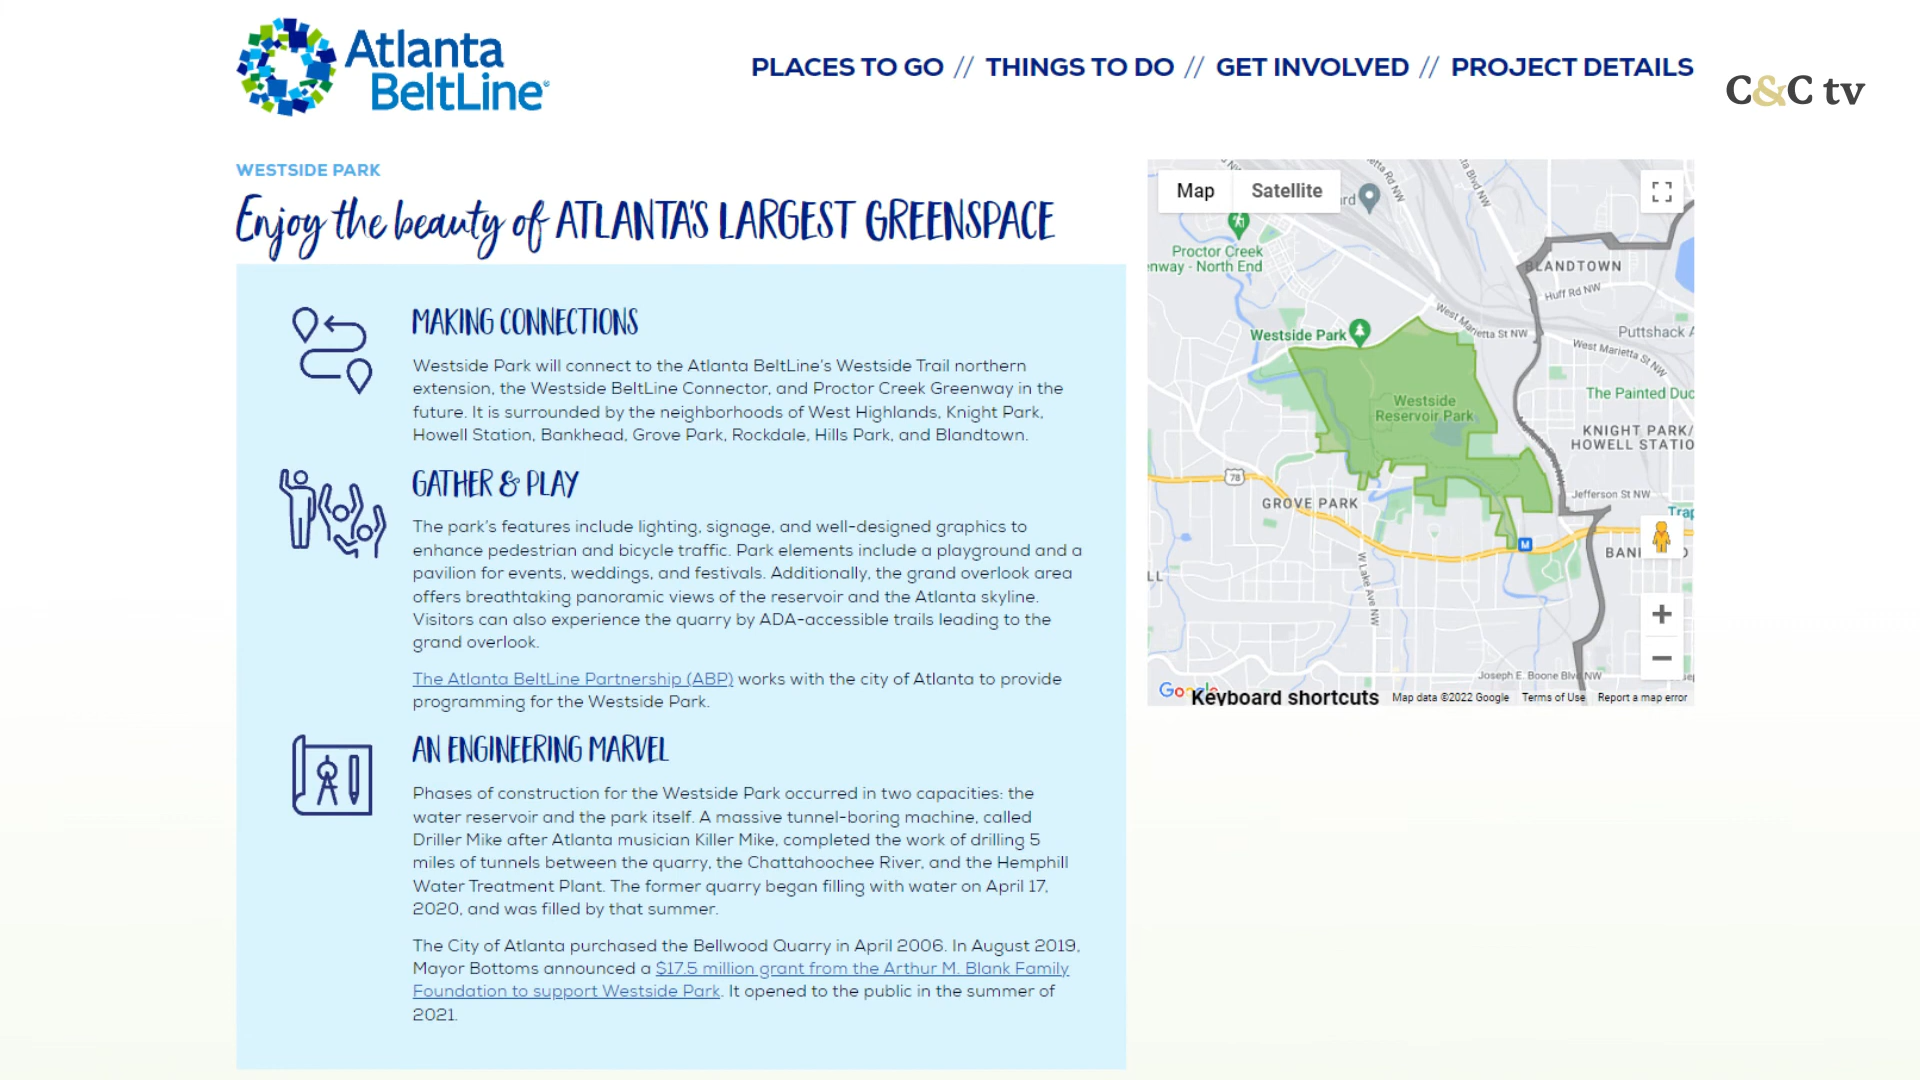 Atlanta
BeltLine®
PLACES TO GO // THINGS TO DO // GET INVOLVED // PROJECT DETAILS
C&C tv
WESTSIDE PARK
Enjoy the beauty of ATLANTA'S LARGEST GREENSPACE
MAKING CONNECTIONS
Westside Park will connect to the Atlanta BeltLine's Westside Trail northern
extension, the Westside BeltLine Connector, and Proctor Creek Greenway in the
future. It is surrounded by the neighborhoods of West Highlands, Knight Park,
Howell Station, Bankhead, Grove Park, Rockdale, Hills Park, and Blandtown.
GATHER & PLAY
The park's features include lighting, signage, and well-designed graphics to
enhance pedestrian and bicycle traffic. Park elements include a playground and a
pavilion for events, weddings, and festivals. Additionally, the grand overlook area
offers breathtaking panoramic views of the reservoir and the Atlanta skyline.
Visitors can also experience the quarry by ADA-accessible trails leading to the
grand overlook.
The Atlanta BeltLine Partnership (ABP) works with the city of Atlanta to provide
programming for the Westside Park.
AN ENGINEERING MARVEL
Phases of construction for the Westside Park occurred in two capacities: the
water reservoir and the park itself. A massive tunnel-boring machine, called
Driller Mike after Atlanta musician Killer Mike, completed the work of drilling 5
miles of tunnels between the quarry, the Chattahoochee River, and the Hemphill
Water Treatment Plant. The former quarry began filling with water on April 17,
2020, and was filled by that summer.
The City of Atlanta purchased the Bellwood Quarry in April 2006. In August 2019,
Mayor Bottoms announced a $17.5 million grant from the Arthur M. Blank Family
Foundation to support Westside Park. It opened to the public in the summer of
2021.
Map Satellite
Proctor Creek
enway - North End
BLANDTOWN
Huff Rd NW
West Marietta St NW
Westside Park
Puttshack
West Marietta St NW
The Painted Duc
Westside
Reservoir Park
KNIGHT PARK/
HOWELL STATIO
78
GROVE PARK
Jefferson St NW
Trap
M
BAN
LL
W Lake Ave NW
+
−
Joseph E. Boone Blvd NW
Google
Keyboard shortcuts
Map data ©2022 Google
Terms of Use
Report a map error